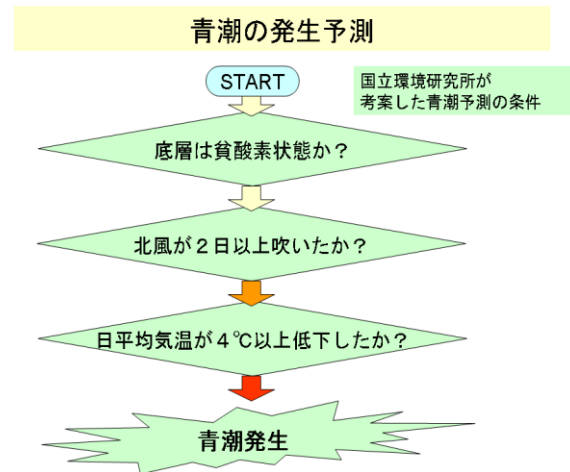 青潮の発生予測
START
国立環境研究所が
考案した青潮予測の条件
底層は貧酸素状態か？
北風が２日以上吹いたか？
日平均気温が４℃以上低下したか？
青潮発生